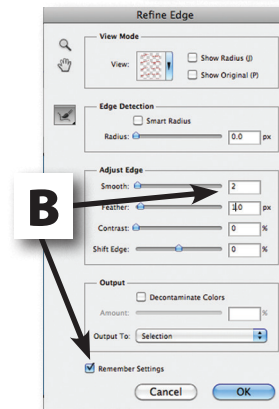 Refine Edge
View Mode
View:
Show Radius (J)
Show Original (P)
Edge Detection
Smart Radius
Radius: 0.0 px
Adjust Edge
Smooth: 2
Feather: 1.0 px
Contrast: 0 %
Shift Edge: 0 %
B
Output
Decontaminate Colors
Amount: %
Output To: Selection
Remember Settings
Cancel OK